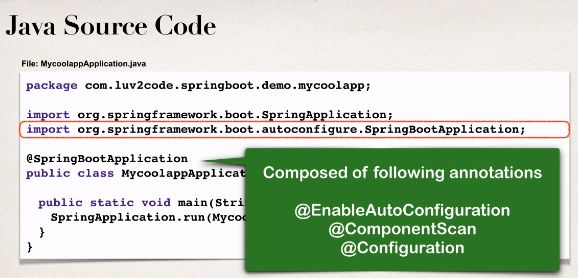 Java Source Code
File: MycoolappApplication.java
package com.luv2code.springboot.demo.mycoolapp;
import org.springframework.boot.SpringApplication;
import org.springframework.boot.autoconfigure.SpringBootApplication;
@SpringBootApplication
public class MycoolappApplicat
public static void main(Strin
SpringApplication.run(Mycoo
}
}
Composed of following annotations
@EnableAutoConfiguration
@ComponentScan
@Configuration